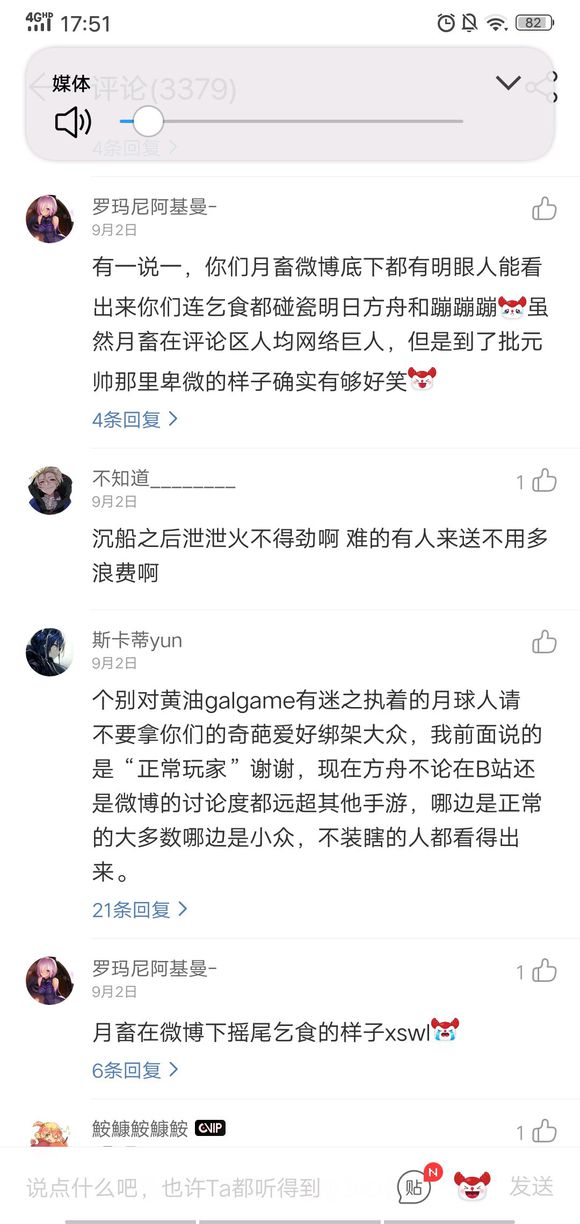 4GHD 17:51 82
媒体
评论(3379)
4条回复 >
罗玛尼阿基曼-
9月2日
有一说一，你们月畜微博底下都有明眼人能看
出来你们连乞食都碰瓷明日方舟和蹦蹦蹦虽
然月畜在评论区人均网络巨人，但是到了批元
帅那里卑微的样子确实有够好笑
4条回复 >
不知道________
1
9月2日
沉船之后泄泄火不得劲啊 难的有人来送不用多
浪费啊
斯卡蒂yun
9月2日
个别对黄油galgame有迷之执着的月球人请
不要拿你们的奇葩爱好绑架大众，我前面说的
是“正常玩家”谢谢，现在方舟不论在B站还
是微博的讨论度都远超其他手游，哪边是正常
的大多数哪边是小众，不装瞎的人都看得出
来。
21条回复 >
罗玛尼阿基曼-
1
9月2日
月畜在微博下摇尾乞食的样子xswl
6条回复 >
鮟鱇鮟鱇鮟 CVIP
1
说点什么吧，也许Ta都听得到 贴 N 发送